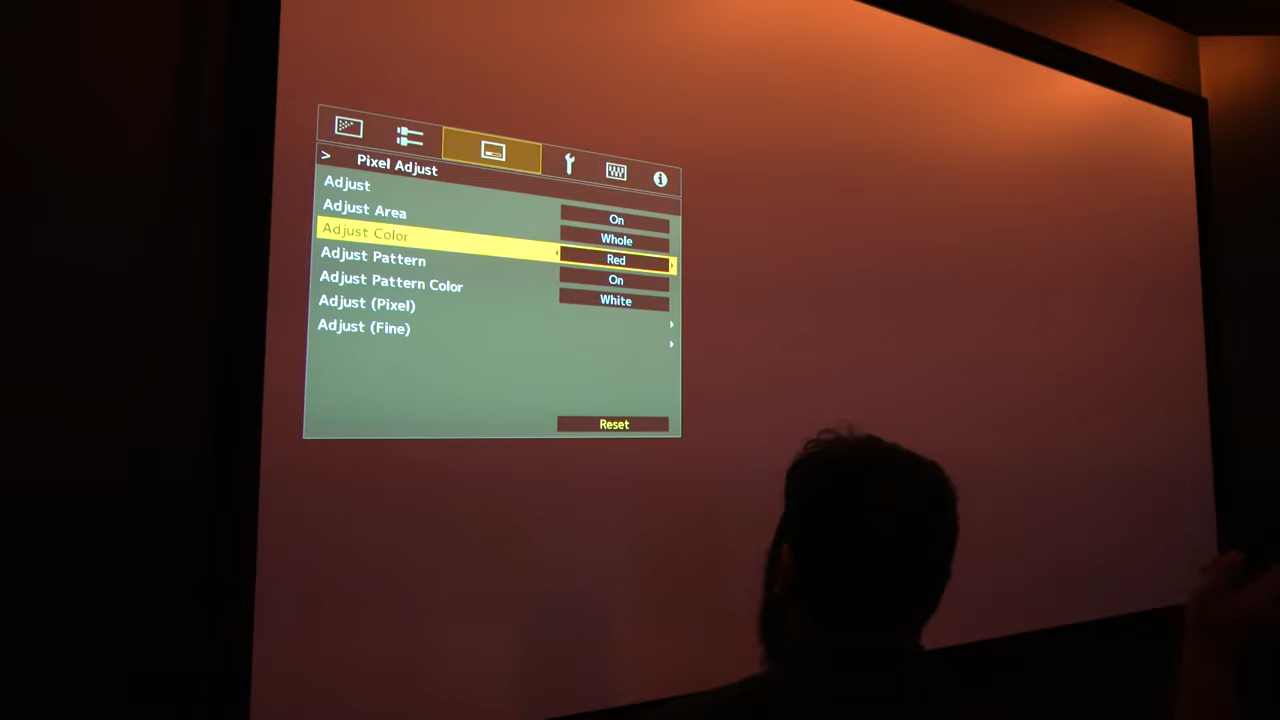 > Pixel Adjust
Adjust On
Adjust Area Whole
Adjust Color Red
Adjust Pattern On
Adjust Pattern Color White
Adjust (Pixel)
Adjust (Fine)
Reset